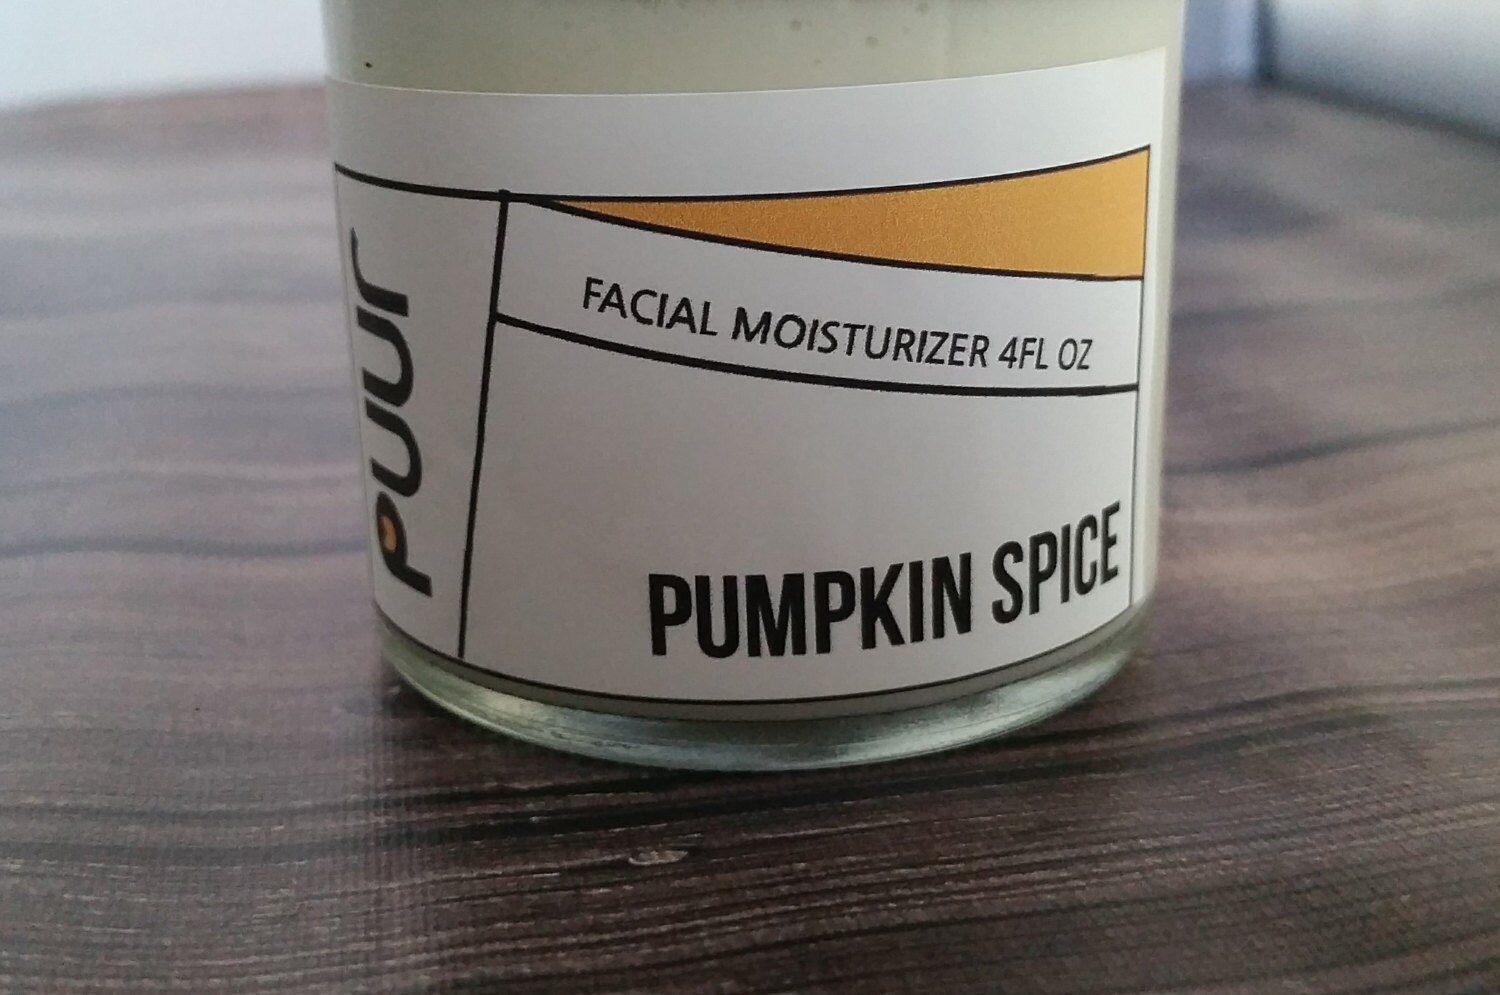 puur
FACIAL MOISTURIZER 4FL OZ
PUMPKIN SPICE